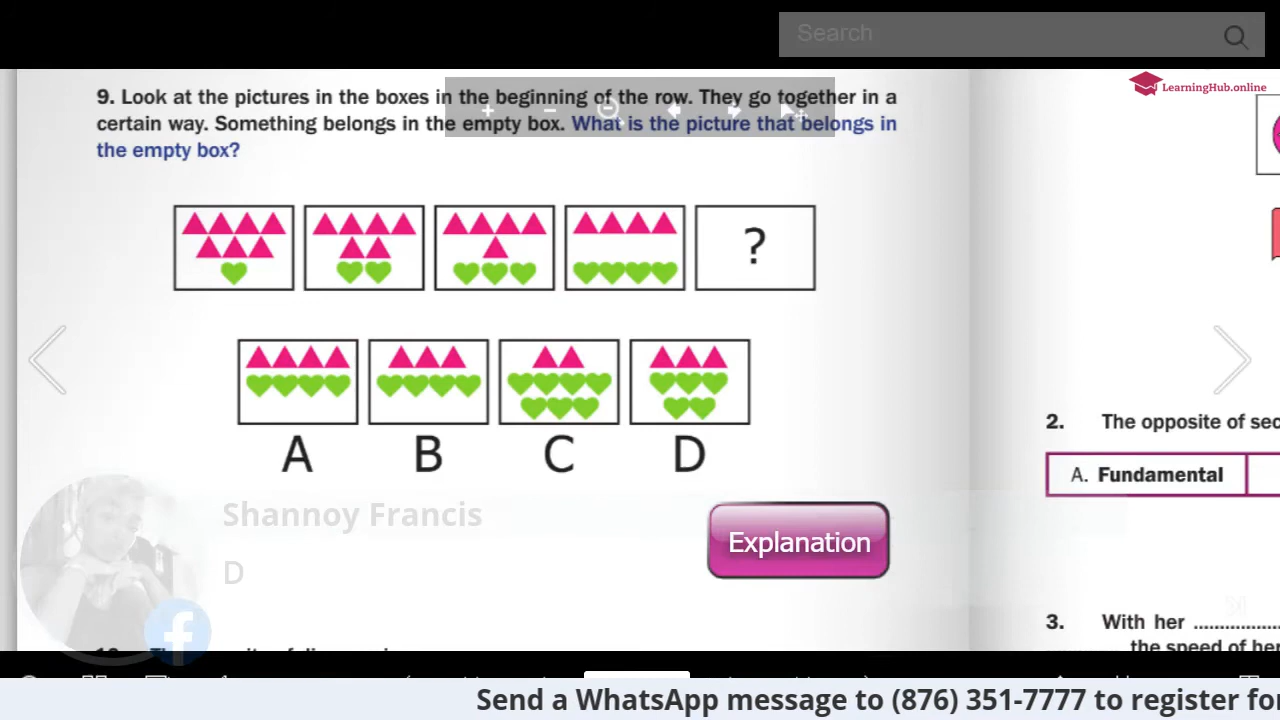 Search
LearningHub.online
9. Look at the pictures in the boxes in the beginning of the row. They go together in a
certain way. Something belongs in the empty box. What is the picture that belongs in
the empty box?
?
A B C D
Shannoy Francis
D
Explanation
2. The opposite of sec
A. Fundamental
3. With her
the speed of her
Send a WhatsApp message to (876) 351-7777 to register for